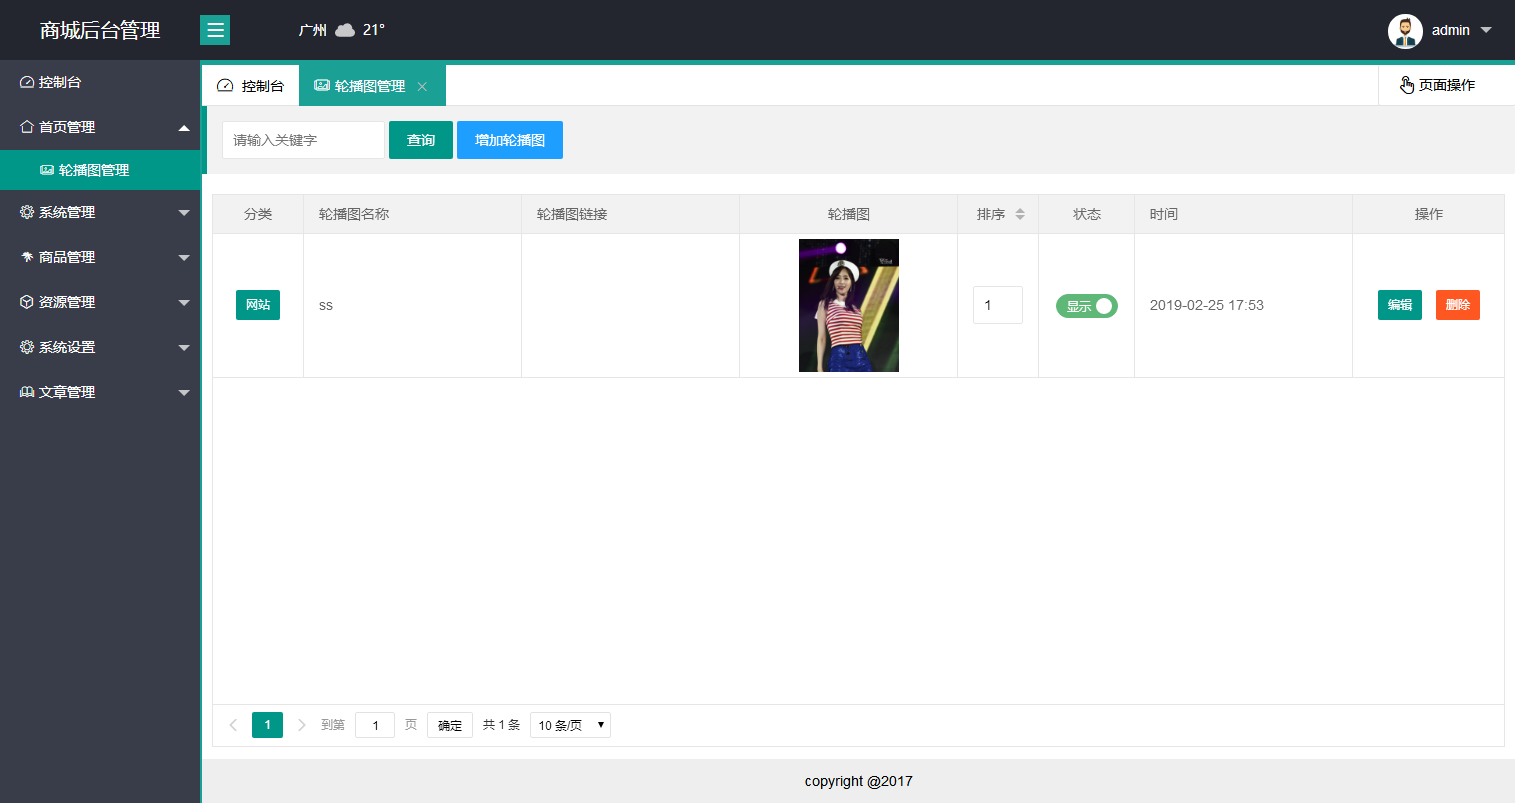 商城后台管理
广州 21°
admin
控制台
首页管理
轮播图管理
系统管理
商品管理
资源管理
系统设置
文章管理
控制台 轮播图管理 页面操作
请输入关键字 查询 增加轮播图
分类 轮播图名称 轮播图链接 轮播图 排序 状态 时间 操作
网站 ss 1 显示 2019-02-25 17:53 编辑 删除
1 到第 1 页 确定 共 1 条 10 条/页
copyright @2017